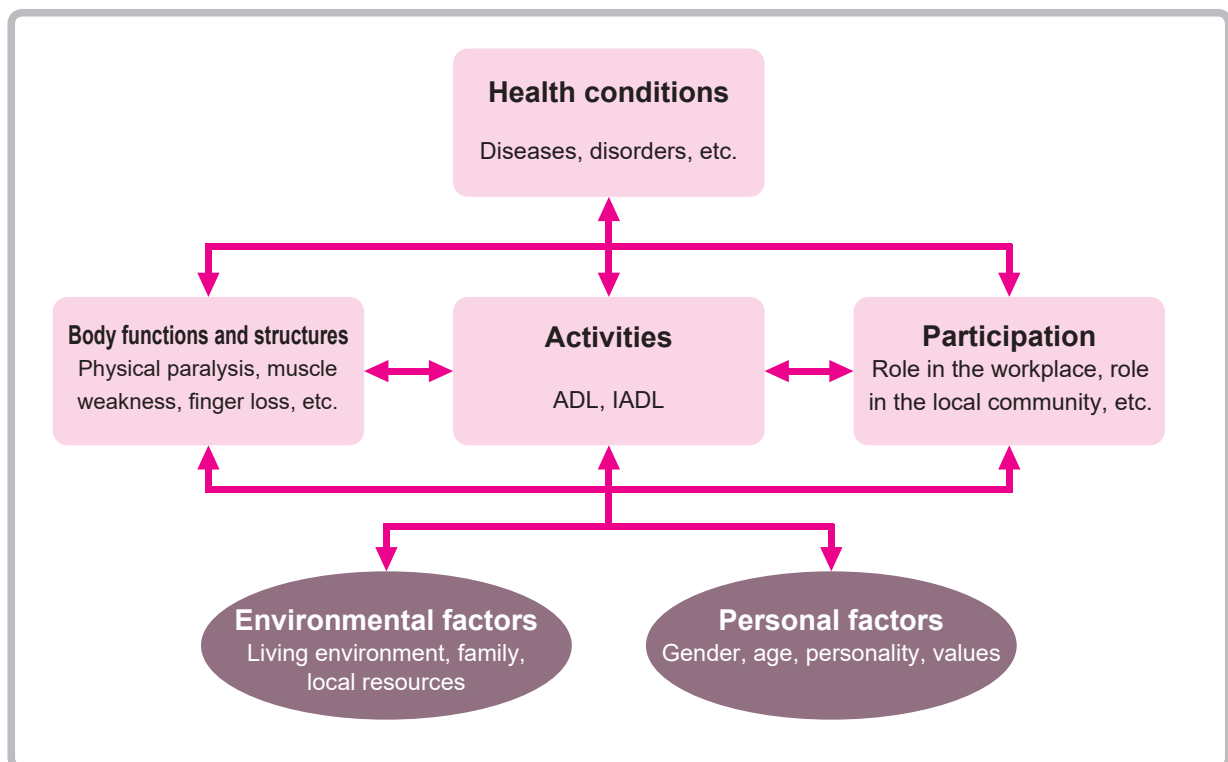 Health conditions
Diseases, disorders, etc.
Body functions and structures
Physical paralysis, muscle
weakness, finger loss, etc.
Activities
ADL, IADL
Participation
Role in the workplace, role
in the local community, etc.
Environmental factors
Living environment, family,
local resources
Personal factors
Gender, age, personality, values